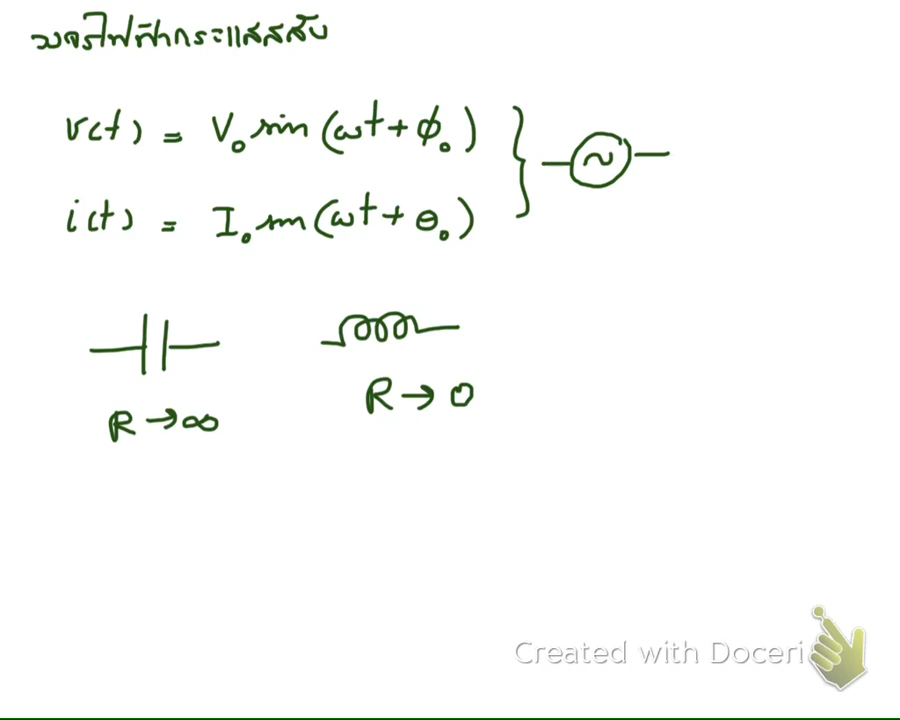 วงจรไฟฟ้ากระแสสลับ
v(t) = V₀ sin(ωt + ϕ₀)
i(t) = I₀ sin(ωt + θ₀)
R → ∞
R → 0
Created with Doceri